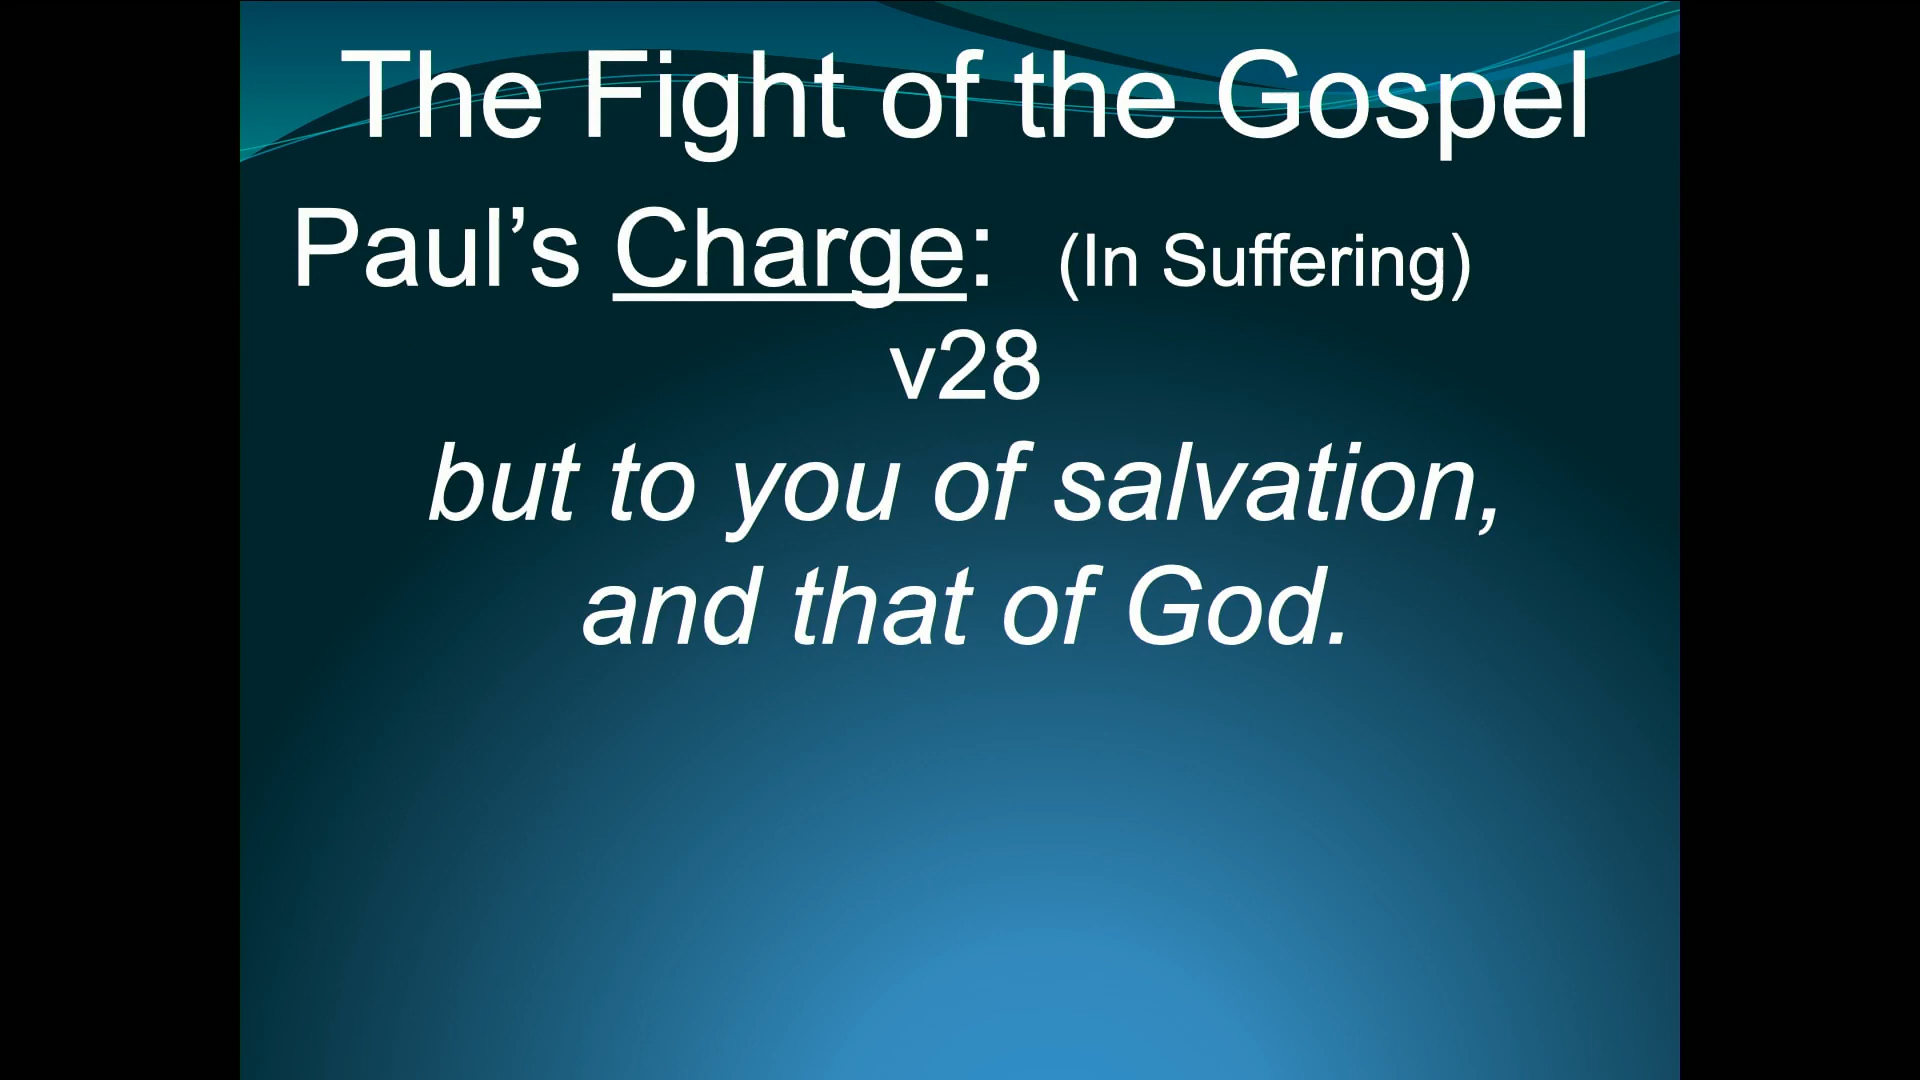 The Fight of the Gospel
Paul’s Charge: (In Suffering)
v28
but to you of salvation,
and that of God.